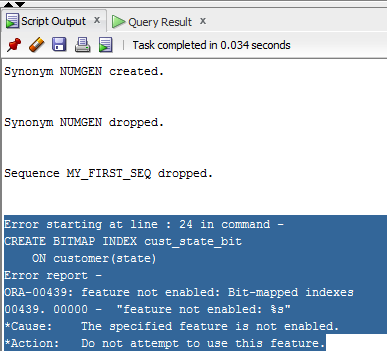 Script Output x Query Result x
Task completed in 0.034 seconds
Synonym NUMGEN created.
Synonym NUMGEN dropped.
Sequence MY_FIRST_SEQ dropped.
Error starting at line : 24 in command -
CREATE BITMAP INDEX cust_state_bit
    ON customer(state)
Error report -
ORA-00439: feature not enabled: Bit-mapped indexes
00439. 00000 -  "feature not enabled: %s"
*Cause:    The specified feature is not enabled.
*Action:   Do not attempt to use this feature.